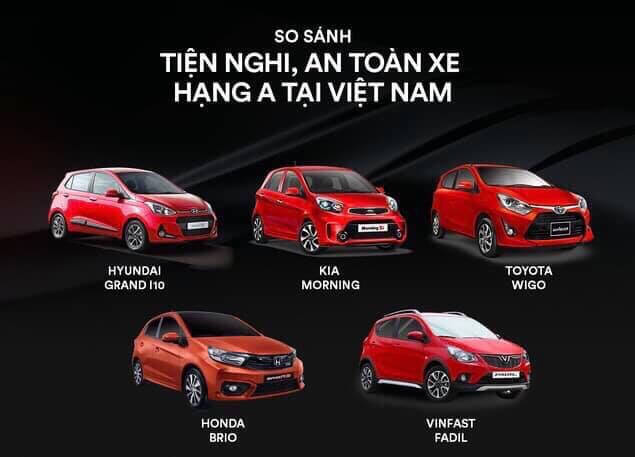 SO SÁNH
TIỆN NGHI, AN TOÀN XE
HẠNG A TẠI VIỆT NAM
HYUNDAI
GRAND I10
KIA
MORNING
TOYOTA
WIGO
HONDA
BRIO
VINFAST
FADIL